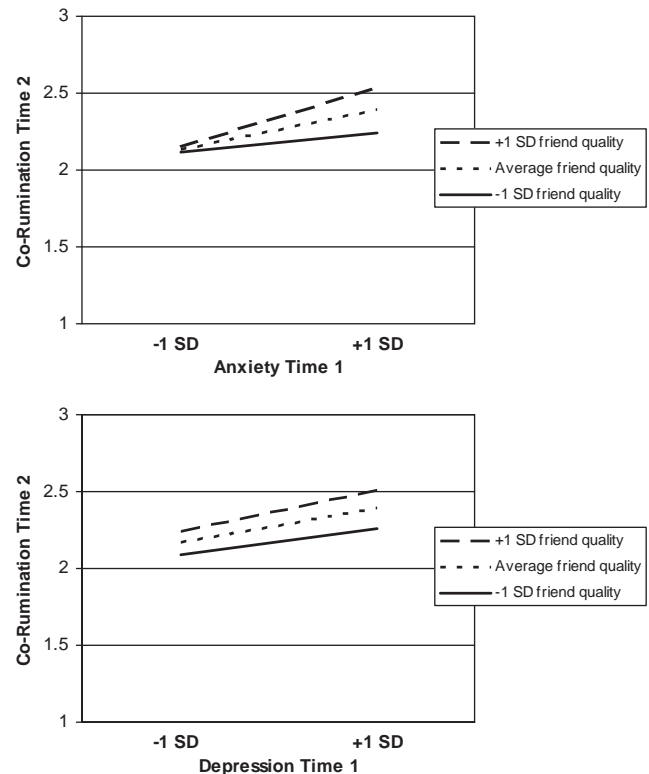 3
2.5
2
1.5
1
Co-Rumination Time 2
-1 SD
+1 SD
Anxiety Time 1
+1 SD friend quality
Average friend quality
-1 SD friend quality
3
2.5
2
1.5
1
Co-Rumination Time 2
-1 SD
+1 SD
Depression Time 1
+1 SD friend quality
Average friend quality
-1 SD friend quality